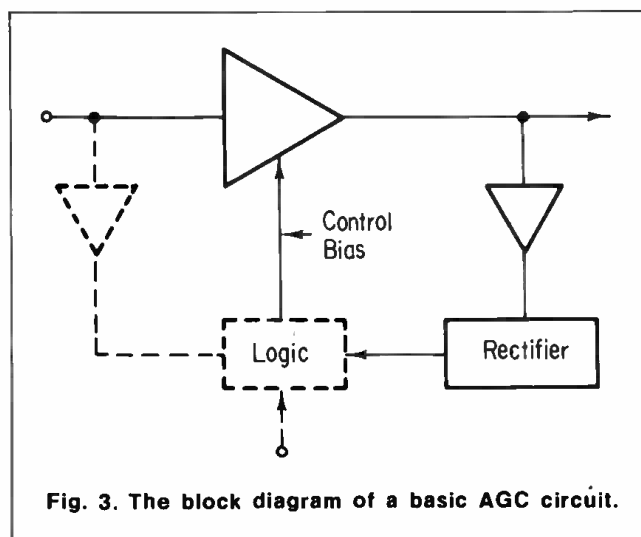 Control
Bias
Logic
Rectifier
Fig. 3. The block diagram of a basic AGC circuit.